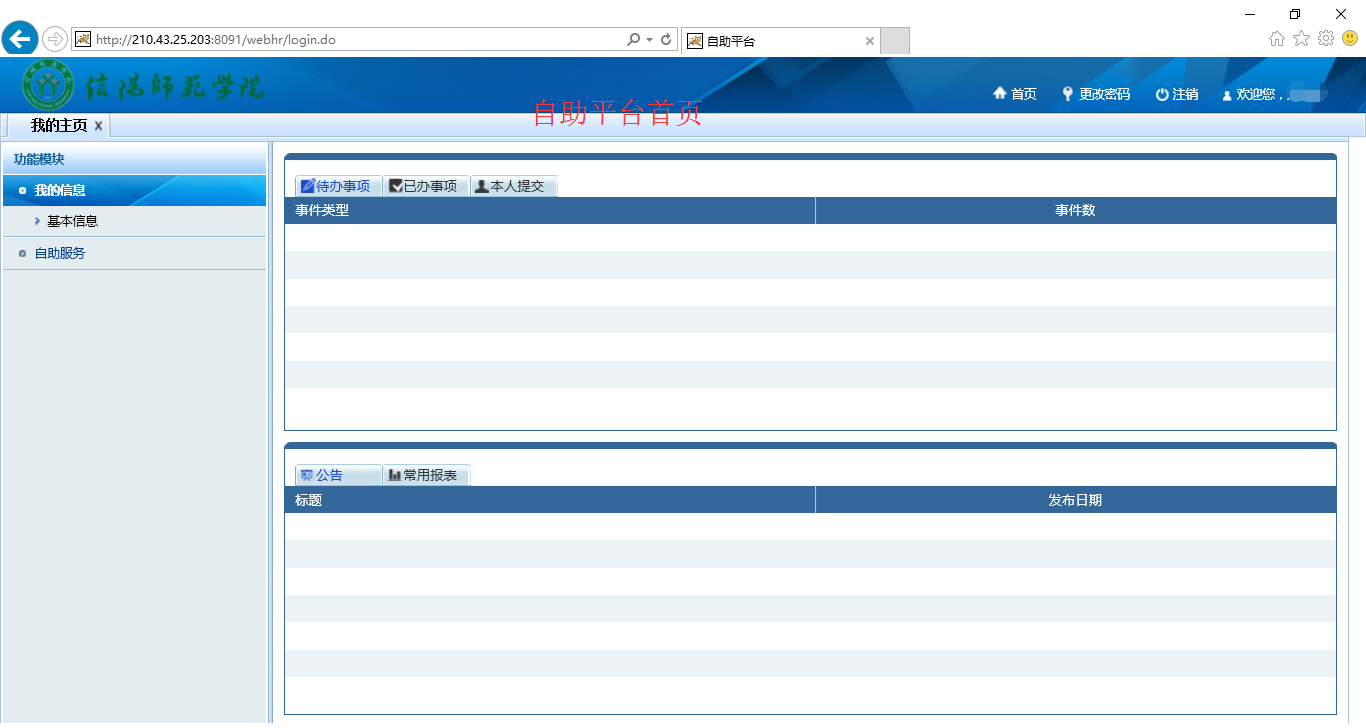 http://210.43.25.203:8091/webhr/login.do
自助平台
信陽師範学院
首页 更改密码 注销 欢迎您，
自助平台首页
我的主页 x
功能模块
我的信息
基本信息
自助服务
待办事项 已办事项 本人提交
事件类型 事件数
公告 常用报表
标题 发布日期